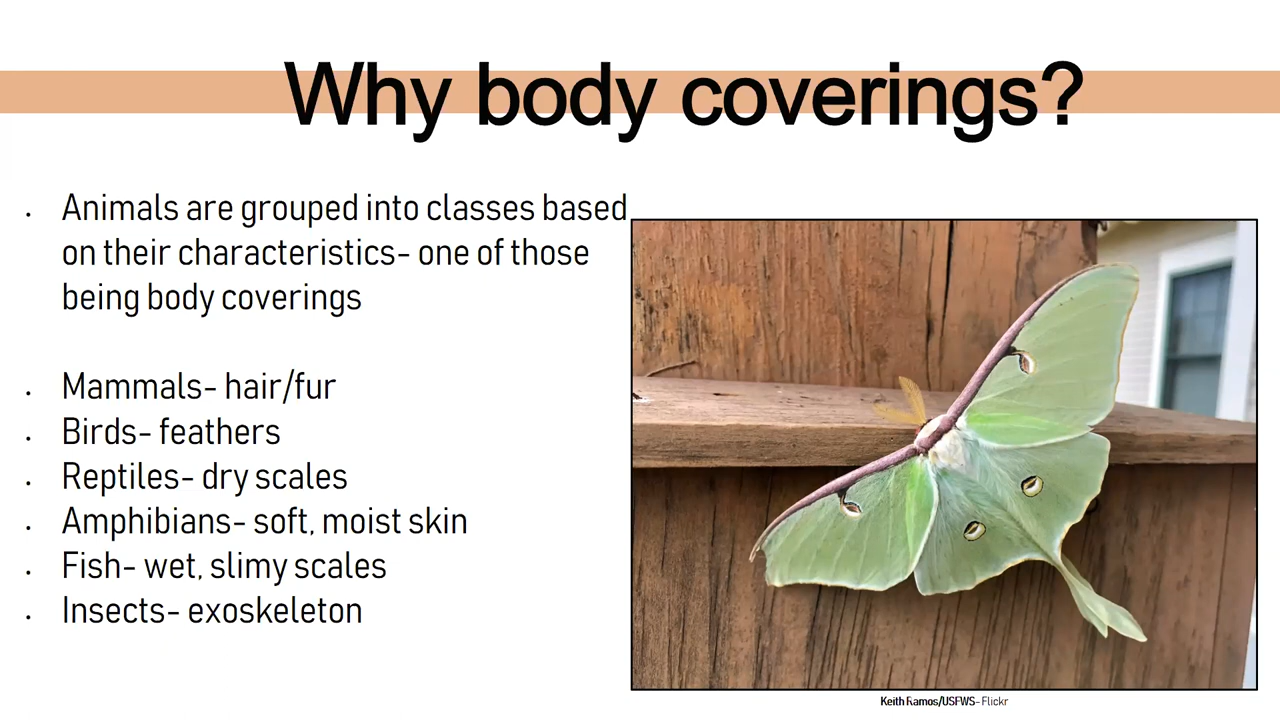 Why body coverings?
Animals are grouped into classes based
on their characteristics- one of those
being body coverings
Mammals- hair/fur
Birds- feathers
Reptiles- dry scales
Amphibians- soft, moist skin
Fish- wet, slimy scales
Insects- exoskeleton
Keith Ramos/USFWS- Flickr